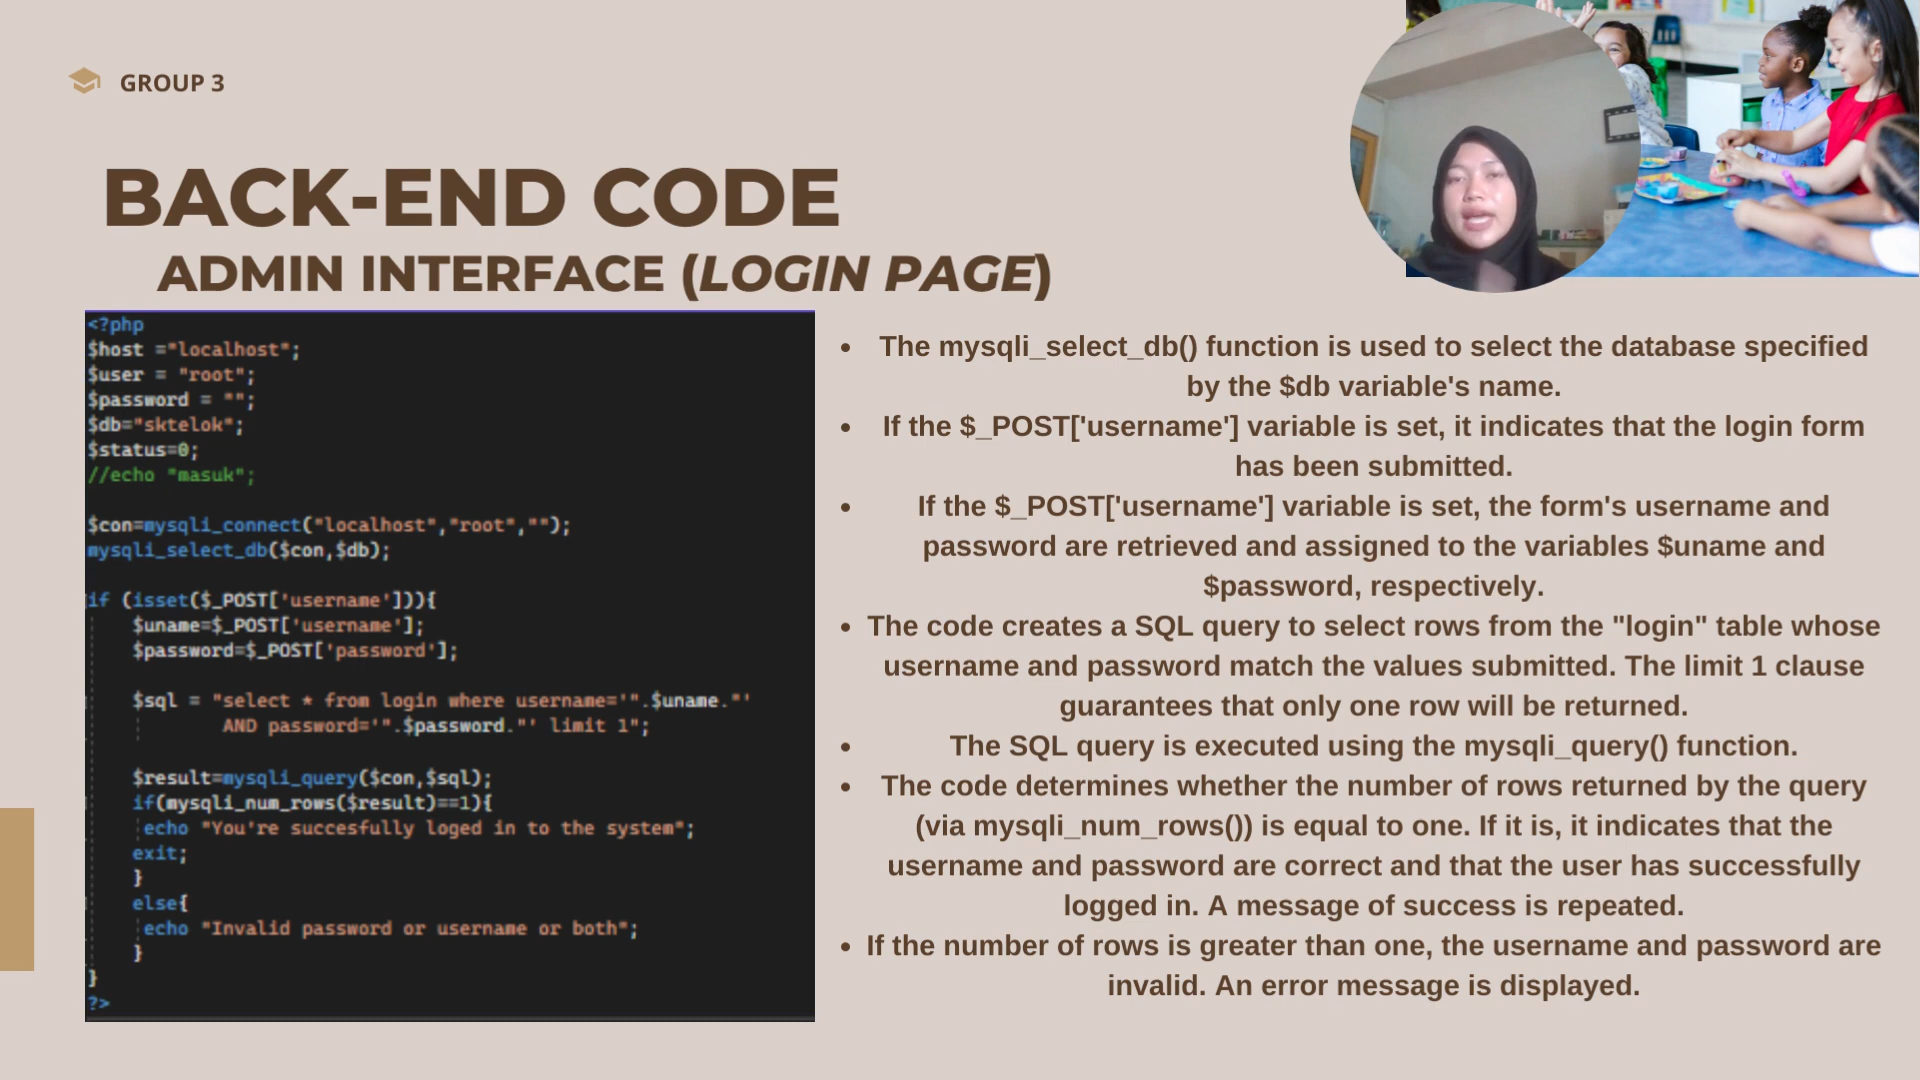 GROUP 3
BACK-END CODE
ADMIN INTERFACE (LOGIN PAGE)
<?php
$host ="localhost";
$user = "root";
$password = "";
$db="sktelok";
$status=0;
//echo "masuk";
$con=mysqli_connect("localhost","root","");
mysqli_select_db($con,$db);
if (isset($_POST['username'])){
$uname=$_POST['username'];
$password=$_POST['password'];
$sql = "select * from login where username='".$uname."'
AND password='".$password."' limit 1";
$result=mysqli_query($con,$sql);
if(mysqli_num_rows($result)==1){
echo "You're succesfully loged in to the system";
exit;
}
else{
echo "Invalid password or username or both";
}
}
?>
• The mysqli_select_db() function is used to select the database specified
by the $db variable's name.
• If the $_POST['username'] variable is set, it indicates that the login form
has been submitted.
• If the $_POST['username'] variable is set, the form's username and
password are retrieved and assigned to the variables $uname and
$password, respectively.
• The code creates a SQL query to select rows from the "login" table whose
username and password match the values submitted. The limit 1 clause
guarantees that only one row will be returned.
• The SQL query is executed using the mysqli_query() function.
• The code determines whether the number of rows returned by the query
(via mysqli_num_rows()) is equal to one. If it is, it indicates that the
username and password are correct and that the user has successfully
logged in. A message of success is repeated.
• If the number of rows is greater than one, the username and password are
invalid. An error message is displayed.